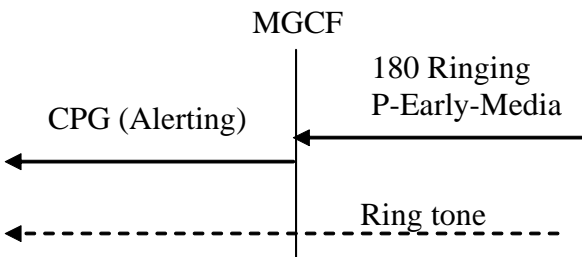 MGCF
180 Ringing
P-Early-Media
CPG (Alerting)
Ring tone